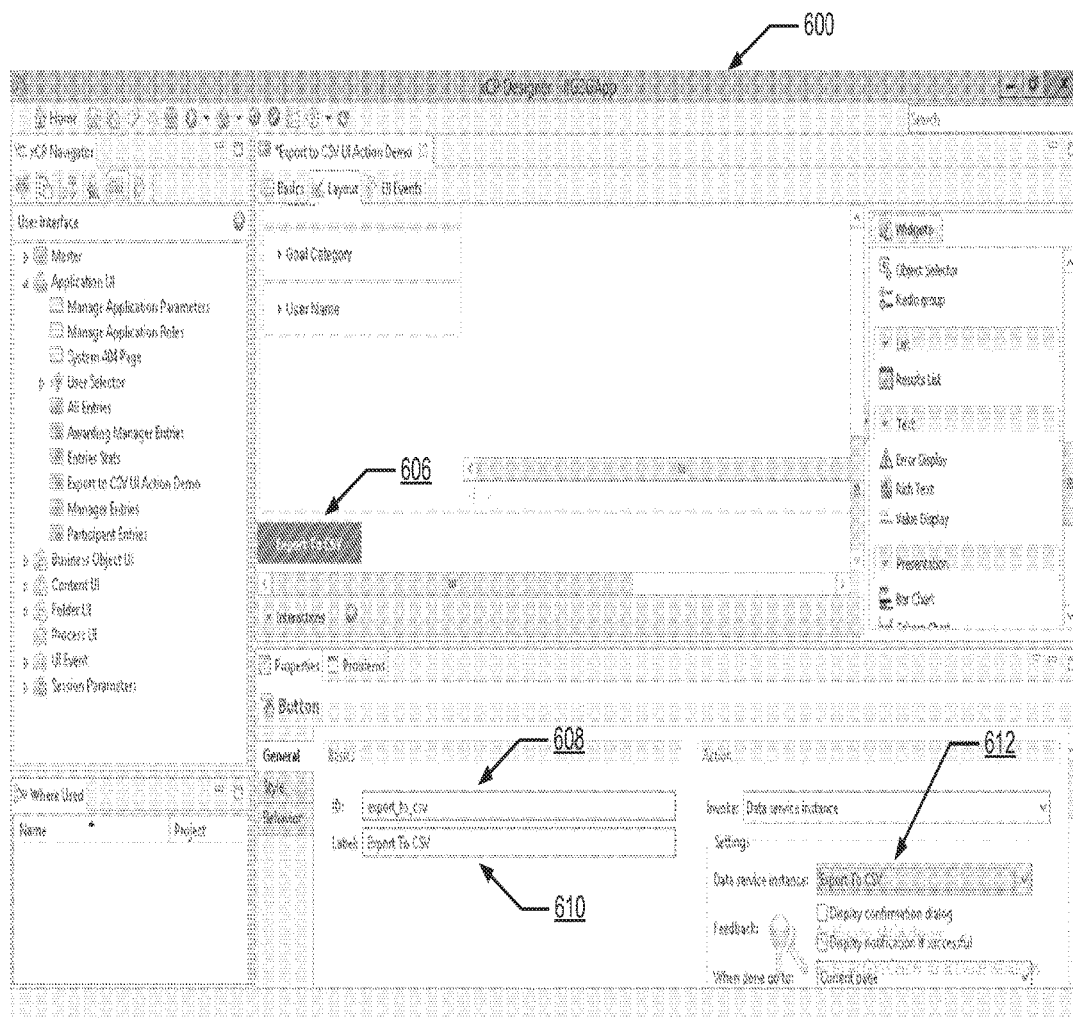 600
xCP Designer
Home
Search
xCP Navigator
*Export to CSV UI Action Demo
Basics Layout UI Events
User Interface
Master
Application UI
Manage Application Parameters
Manage Application Roles
System 404 Page
User Selector
All Entries
Awarding Manager Entries
Entries Stats
Export to CSV UI Action Demo
Manager Entries
Participant Entries
Business Object UI
Content UI
Folder UI
Process UI
UI Event
Session Parameters
Goal Category
User Name
606
Export To CSV
Interactions
Widgets
Object Selector
Radio group
List
Results List
Text
Error Display
Rich Text
Value Display
Presentation
Bar Chart
Properties Problems
Button
General
Style
Behavior
Basics
608
ID: export_to_csv
Label: Export To CSV
610
Action
612
Invoke: Data service instance
Settings
Data service instance: Export To CSV
Feedback:
Display confirmation dialog
Display notification if successful
When done go to: Current page
Where Used
Name Project